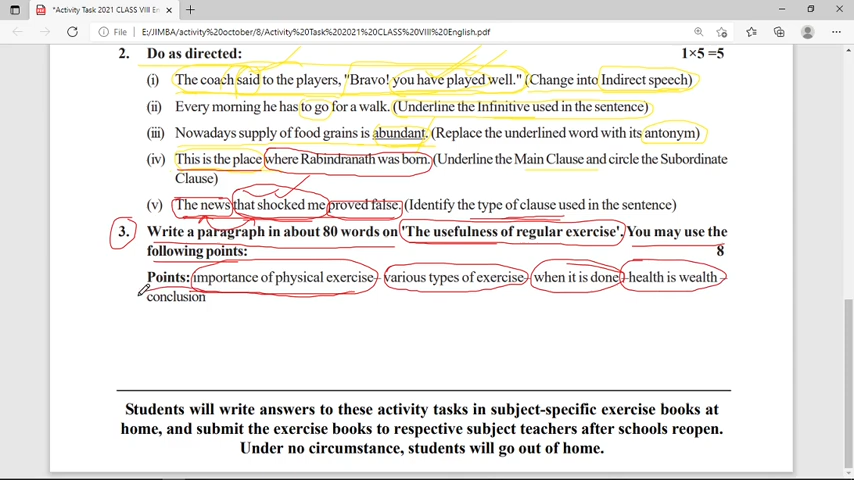 *Activity Task 2021 CLASS VIII En
File | E:/JIMBA/activity%20october/8/Activity%20Task%202021%20CLASS%20VIII%20English.pdf
2. Do as directed: 1×5 =5
(i) The coach said to the players, "Bravo! you have played well." (Change into Indirect speech)
(ii) Every morning he has to go for a walk. (Underline the Infinitive used in the sentence)
(iii) Nowadays supply of food grains is abundant. (Replace the underlined word with its antonym)
(iv) This is the place where Rabindranath was born. (Underline the Main Clause and circle the Subordinate
Clause)
(v) The news that shocked me proved false. (Identify the type of clause used in the sentence)
3. Write a paragraph in about 80 words on 'The usefulness of regular exercise'. You may use the
following points: 8
Points: importance of physical exercise– various types of exercise– when it is done– health is wealth–
conclusion
Students will write answers to these activity tasks in subject-specific exercise books at
home, and submit the exercise books to respective subject teachers after schools reopen.
Under no circumstance, students will go out of home.